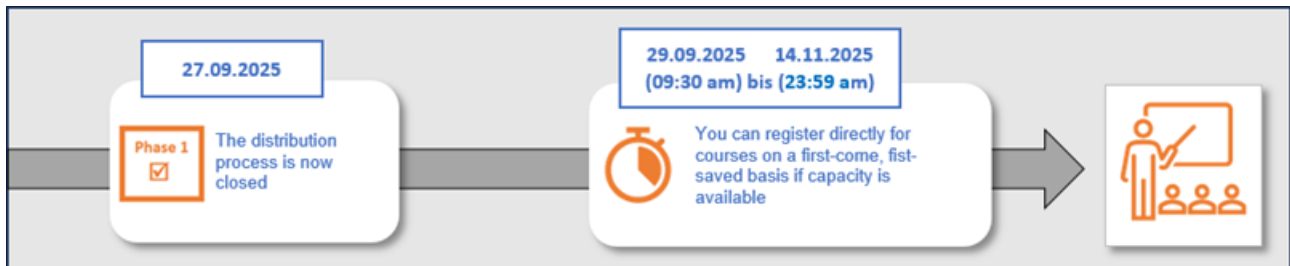 27.09.2025
Phase 1
The distribution
process is now
closed
29.09.2025 14.11.2025
(09:30 am) bis (23:59 am)
You can register directly for
courses on a first-come, fist-
saved basis if capacity is
available